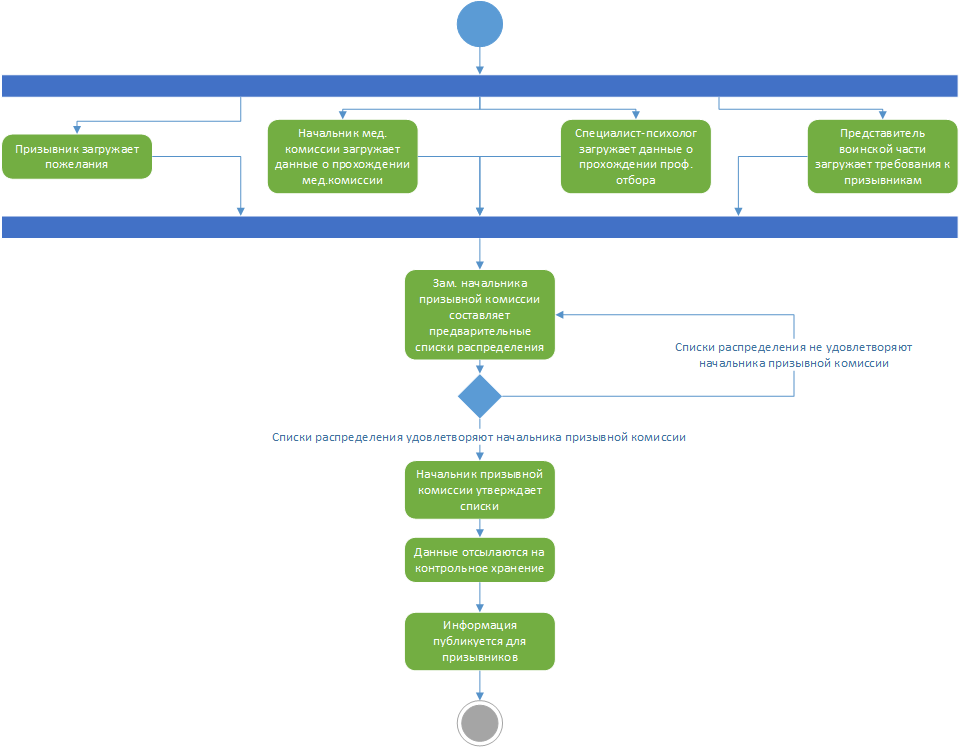 Призывник загружает
пожелания
Начальник мед.
комиссии загружает
данные о прохождении
мед.комиссии
Специалист-психолог
загружает данные о
прохождении проф.
отбора
Представитель
воинской части
загружает требования к
призывникам
Зам. начальника
призывной комиссии
составляет
предварительные
списки распределения
Списки распределения не удовлетворяют
начальника призывной комиссии
Списки распределения удовлетворяют начальника призывной комиссии
Начальник призывной
комиссии утверждает
списки
Данные отсылаются на
контрольное хранение
Информация
публикуется для
призывников